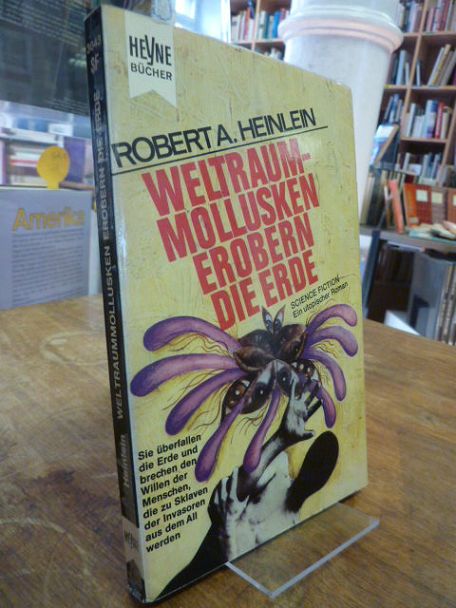 HEYNE
BÜCHER
ROBERT A. HEINLEIN
WELTRAUM-
MOLLUSKEN
EROBERN
DIE ERDE
SCIENCE FICTION
Ein utopischer Roman
Sie überfallen
die Erde und
brechen den
Willen der
Menschen,
die zu Sklaven
der Invasoren
aus dem All
werden
Heinlein WELTRAUMMOLLUSKEN EROBERN DIE ERDE
HEYNE
Amerika